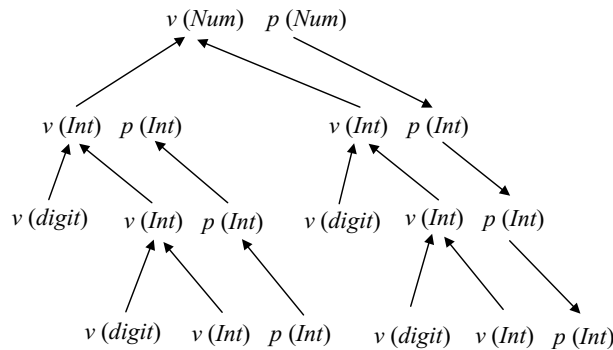 v (Num) p (Num)
v (Int) p (Int) v (Int) p (Int)
v (digit) v (Int) p (Int) v (digit) v (Int) p (Int)
v (digit) v (Int) p (Int) v (digit) v (Int) p (Int)